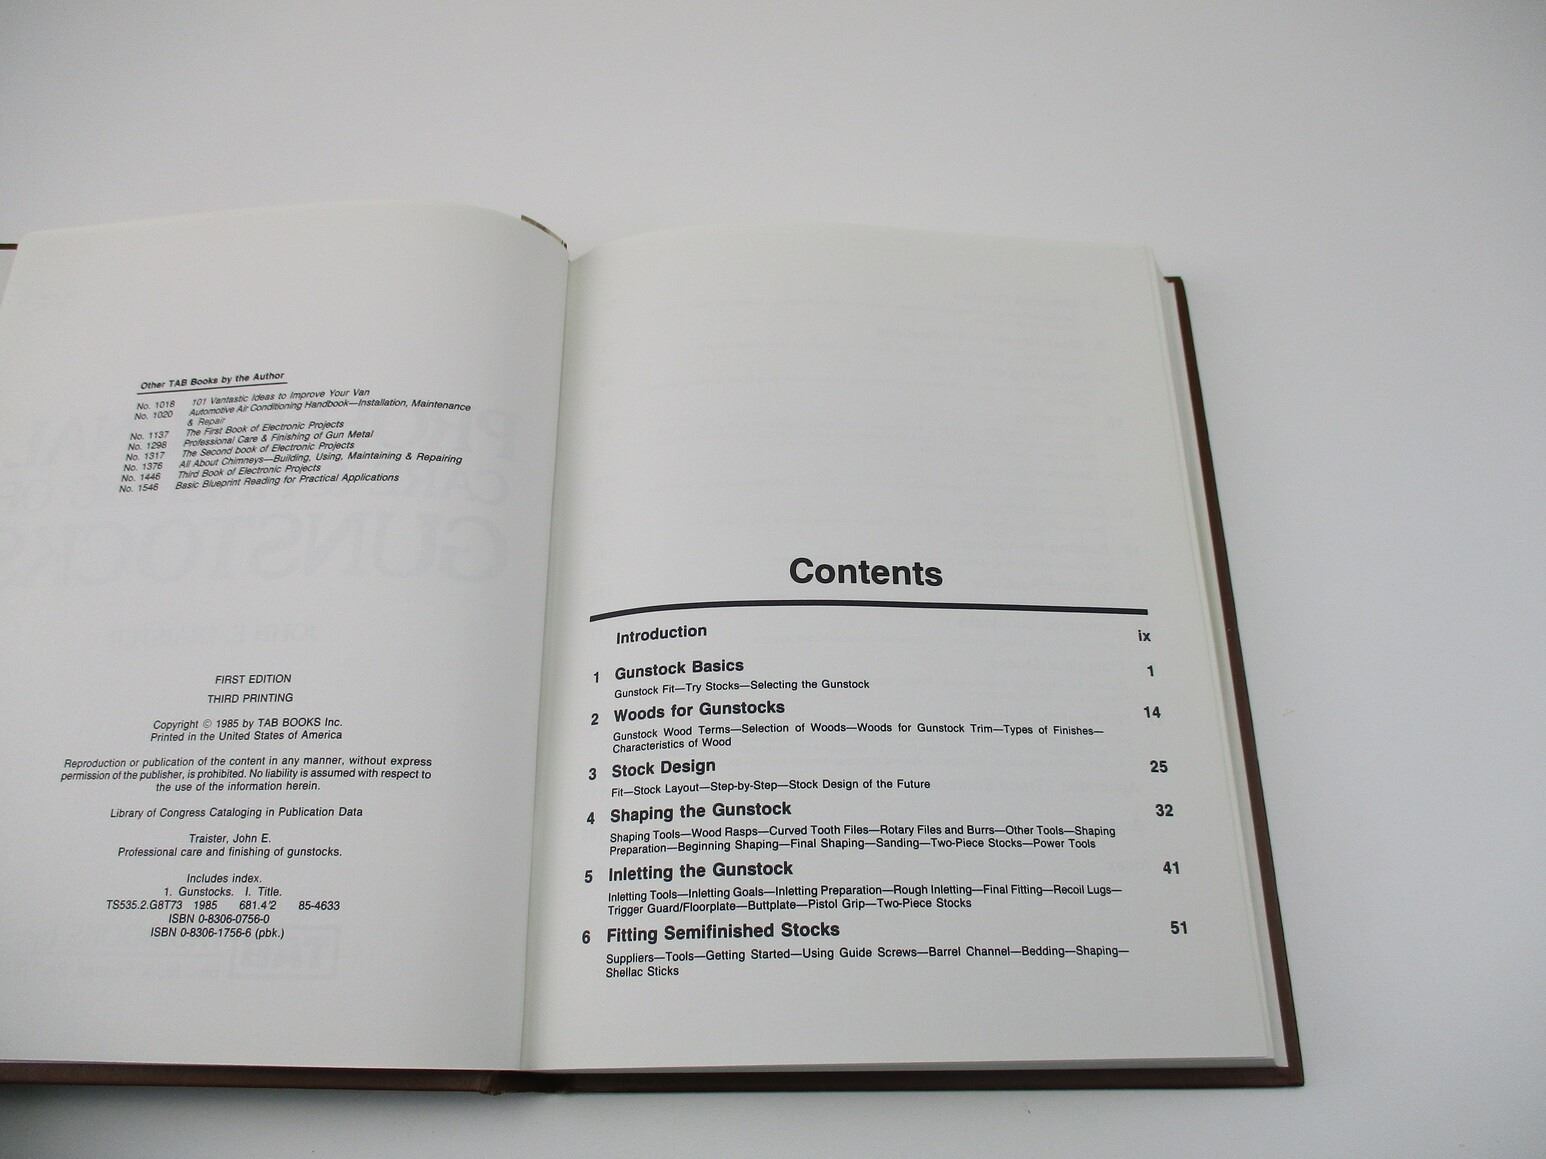 Other TAB Books by the Author
No. 1018 101 Vantastic Ideas to Improve Your Van
No. 1020 Automotive Air Conditioning Handbook—Installation, Maintenance
& Repair
No. 1137 The First Book of Electronic Projects
No. 1298 Professional Care & Finishing of Gun Metal
No. 1317 The Second book of Electronic Projects
No. 1376 All About Chimneys—Building, Using, Maintaining & Repairing
No. 1446 Third Book of Electronic Projects
No. 1546 Basic Blueprint Reading for Practical Applications
FIRST EDITION
THIRD PRINTING
Copyright © 1985 by TAB BOOKS Inc.
Printed in the United States of America
Reproduction or publication of the content in any manner, without express
permission of the publisher, is prohibited. No liability is assumed with respect to
the use of the information herein.
Library of Congress Cataloging in Publication Data
Traister, John E.
Professional care and finishing of gunstocks.
Includes index.
1. Gunstocks. I. Title.
TS535.2.G8T73 1985 681.4'2 85-4633
ISBN 0-8306-0756-0
ISBN 0-8306-1756-6 (pbk.)
Contents
Introduction ix
1 Gunstock Basics 1
Gunstock Fit—Try Stocks—Selecting the Gunstock
2 Woods for Gunstocks 14
Gunstock Wood Terms—Selection of Woods—Woods for Gunstock Trim—Types of Finishes—
Characteristics of Wood
3 Stock Design 25
Fit—Stock Layout—Step-by-Step—Stock Design of the Future
4 Shaping the Gunstock 32
Shaping Tools—Wood Rasps—Curved Tooth Files—Rotary Files and Burrs—Other Tools—Shaping
Preparation—Beginning Shaping—Final Shaping—Sanding—Two-Piece Stocks—Power Tools
5 Inletting the Gunstock 41
Inletting Tools—Inletting Goals—Inletting Preparation—Rough Inletting—Final Fitting—Recoil Lugs—
Trigger Guard/Floorplate—Buttplate—Pistol Grip—Two-Piece Stocks
6 Fitting Semifinished Stocks 51
Suppliers—Tools—Getting Started—Using Guide Screws—Barrel Channel—Bedding—Shaping—
Shellac Sticks